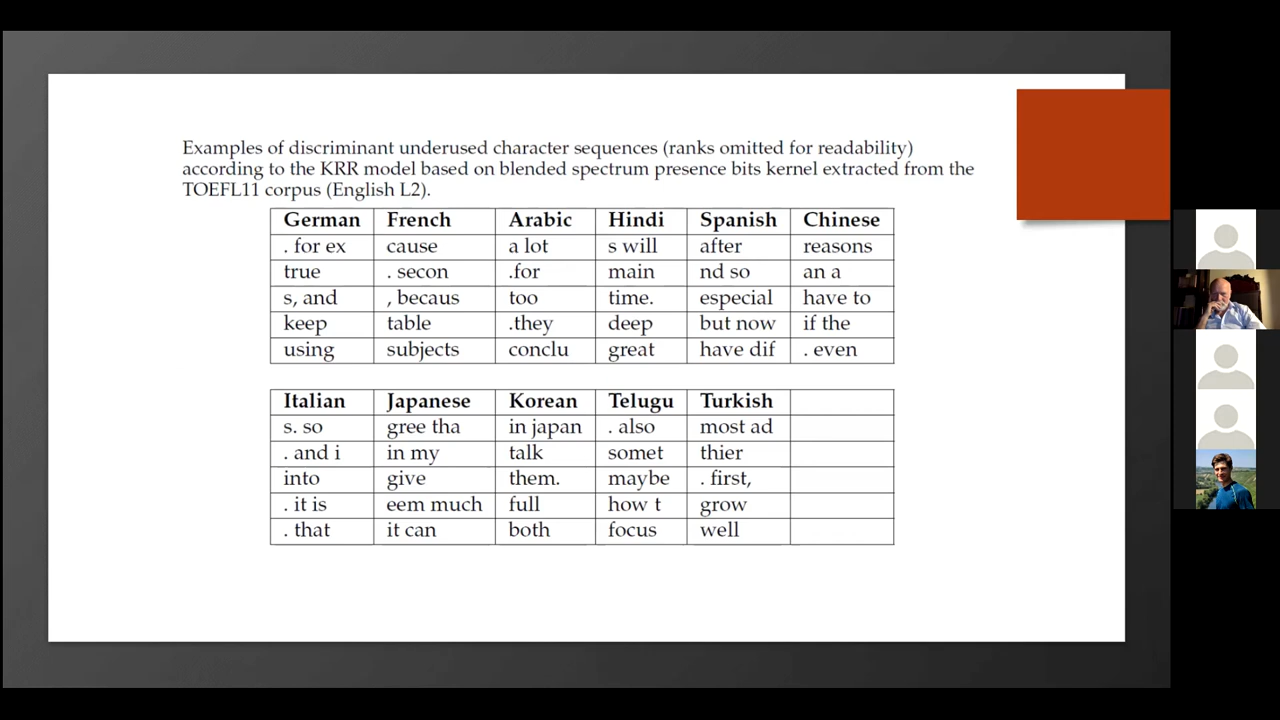 Examples of discriminant underused character sequences (ranks omitted for readability)
according to the KRR model based on blended spectrum presence bits kernel extracted from the
TOEFL11 corpus (English L2).
German French Arabic Hindi Spanish Chinese
. for ex cause a lot s will after reasons
true . secon .for main nd so an a
s, and , becaus too time. especial have to
keep table .they deep but now if the
using subjects conclu great have dif . even
Italian Japanese Korean Telugu Turkish
s. so gree tha in japan . also most ad
. and i in my talk somet thier
into give them. maybe . first,
. it is eem much full how t grow
. that it can both focus well